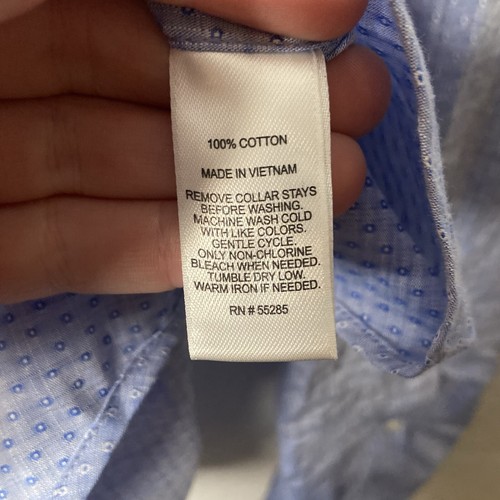 100% COTTON
MADE IN VIETNAM
REMOVE COLLAR STAYS
BEFORE WASHING.
MACHINE WASH COLD
WITH LIKE COLORS.
GENTLE CYCLE.
ONLY NON-CHLORINE
BLEACH WHEN NEEDED.
TUMBLE DRY LOW.
WARM IRON IF NEEDED.
RN # 55285